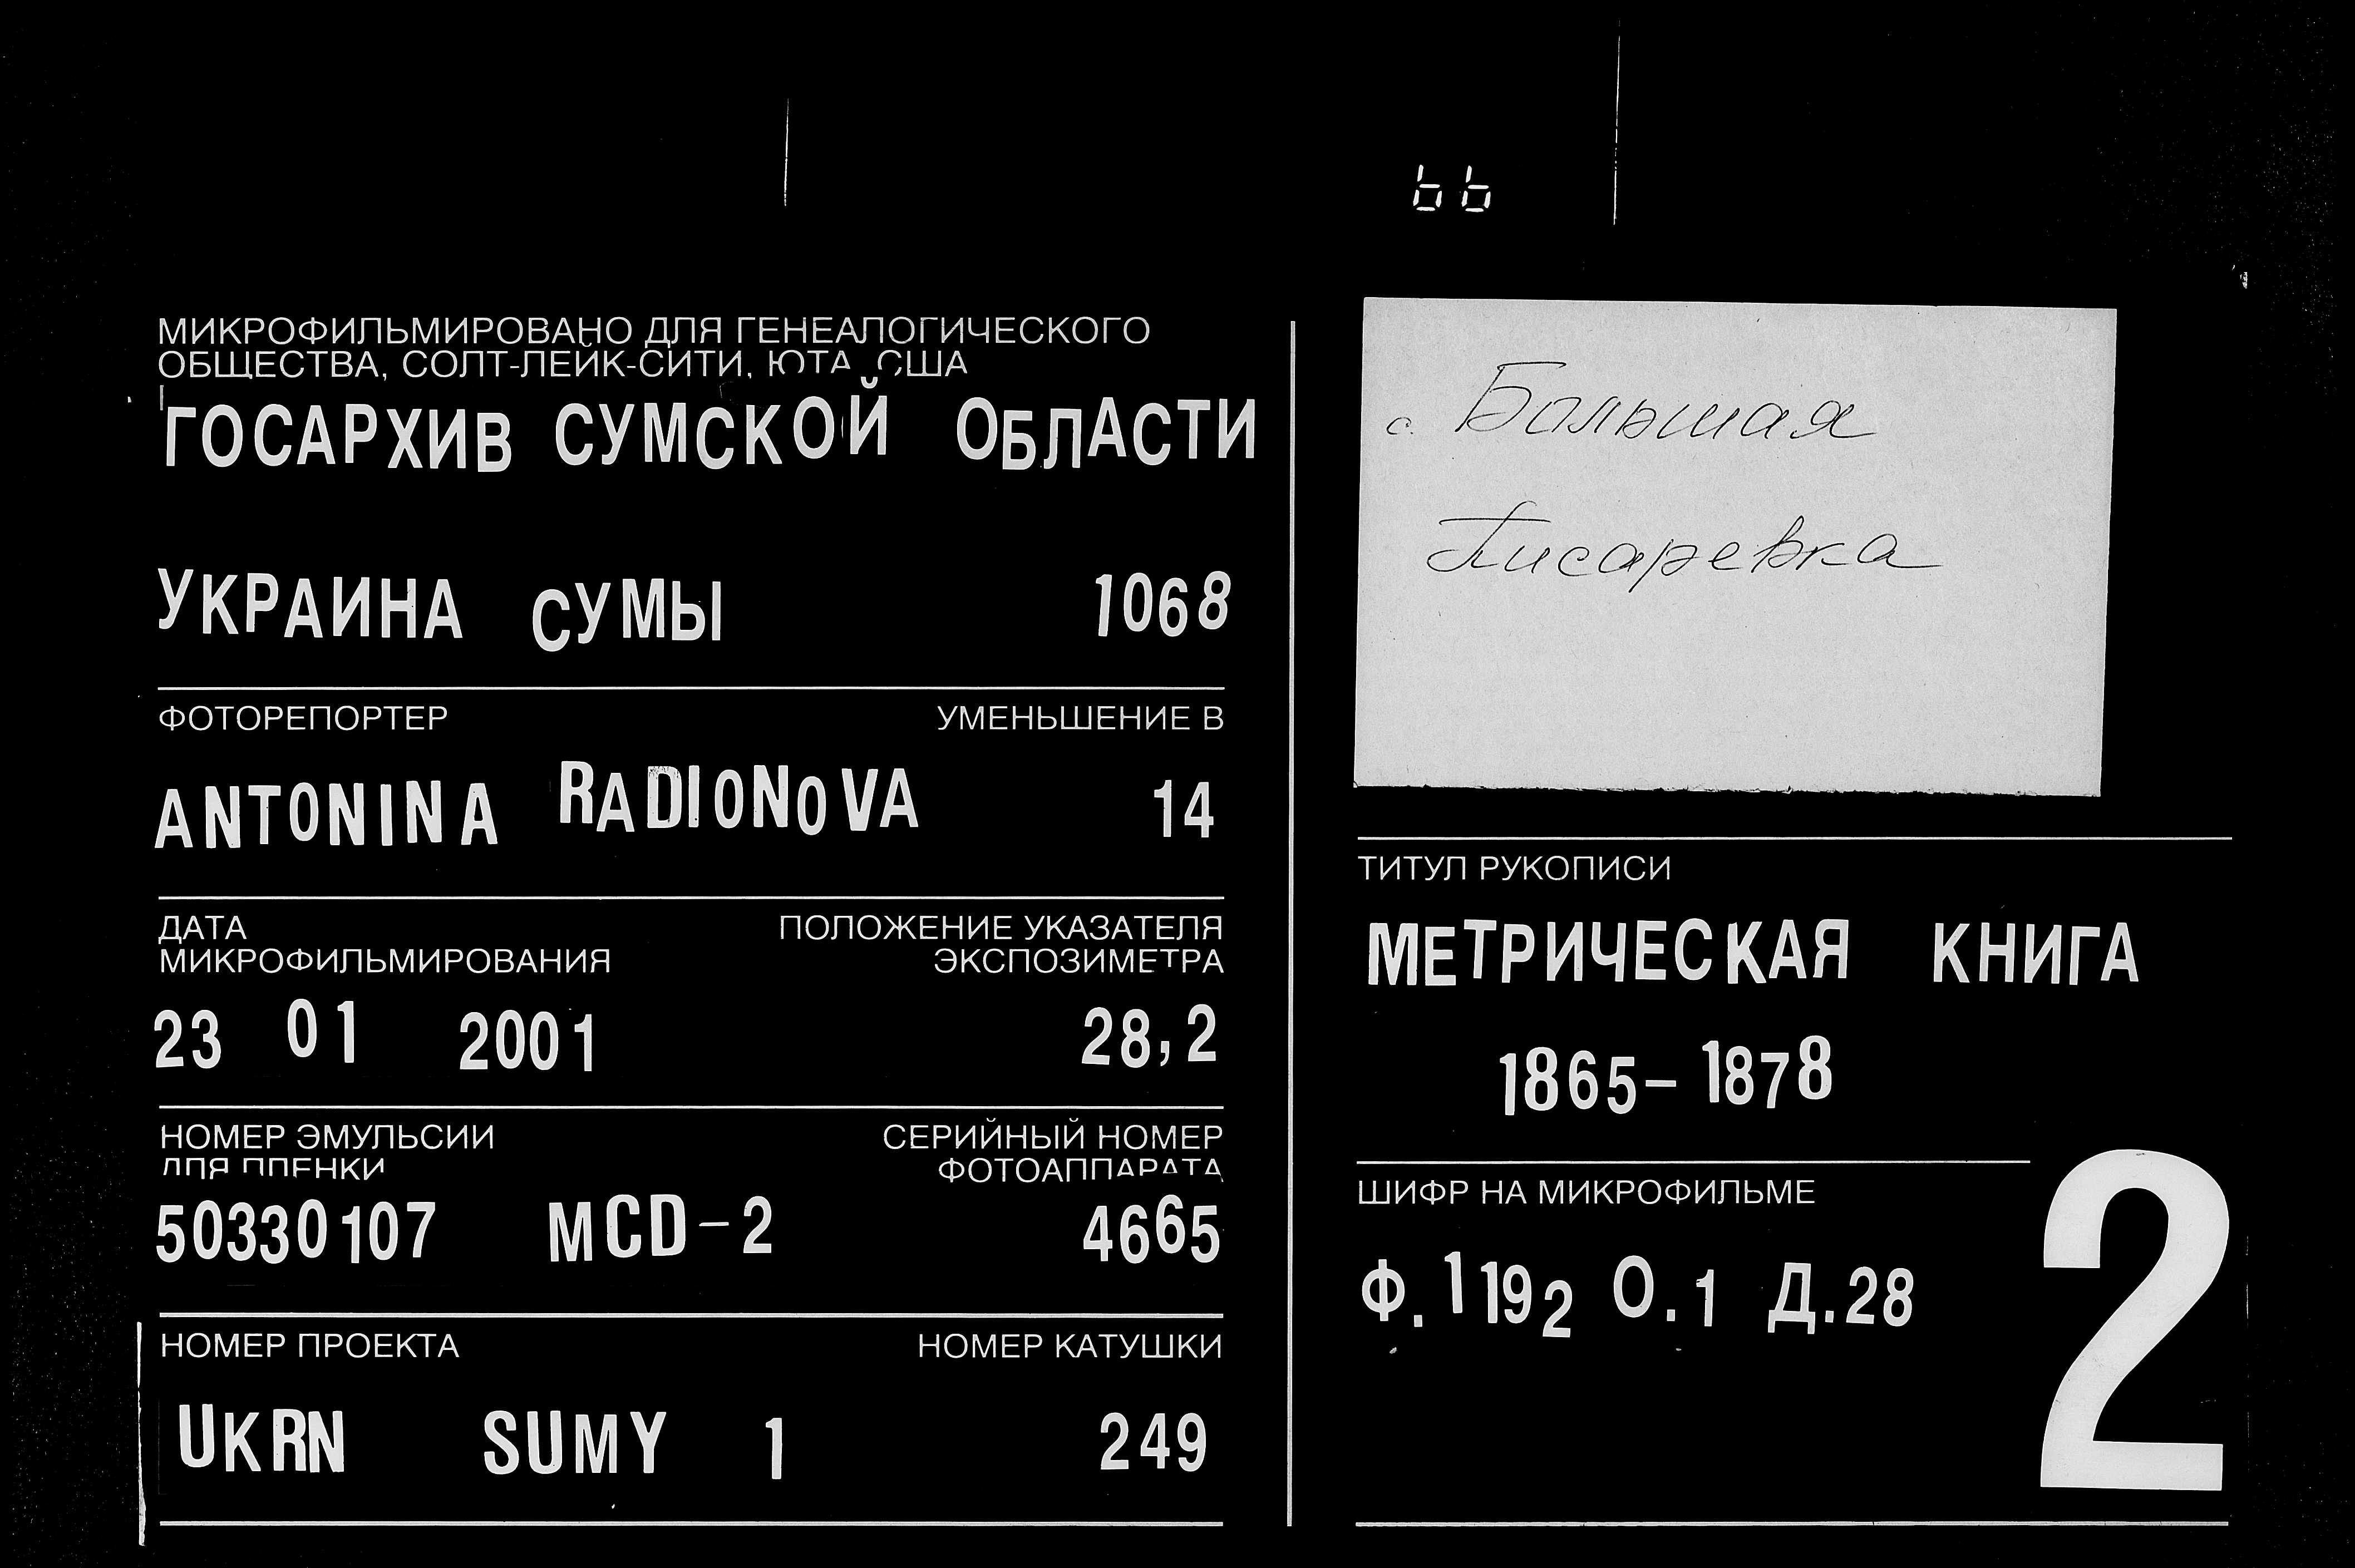 66
МИКРОФИЛЬМИРОВАНО ДЛЯ ГЕНЕАЛОГИЧЕСКОГО
ОБЩЕСТВА, СОЛТ-ЛЕЙК-СИТИ, ЮТА, США
ГОСАРХИВ СУМСКОЙ ОБЛАСТИ
УКРАИНА СУМЫ 1068
ФОТОРЕПОРТЕР УМЕНЬШЕНИЕ В
ANTONINA RADIONOVA 14
ДАТА ПОЛОЖЕНИЕ УКАЗАТЕЛЯ
МИКРОФИЛЬМИРОВАНИЯ ЭКСПОЗИМЕТРА
23 01 2001 28,2
НОМЕР ЭМУЛЬСИИ СЕРИЙНЫЙ НОМЕР
ДЛЯ ПЛЕНКИ ФОТОАППАРАТА
50330107 MCD-2 4665
НОМЕР ПРОЕКТА НОМЕР КАТУШКИ
UKRN SUMY 1 249
с. Большая
Писаревка
ТИТУЛ РУКОПИСИ
МЕТРИЧЕСКАЯ КНИГА
1865-1878
ШИФР НА МИКРОФИЛЬМЕ
Ф.1192 О.1 Д.28
2